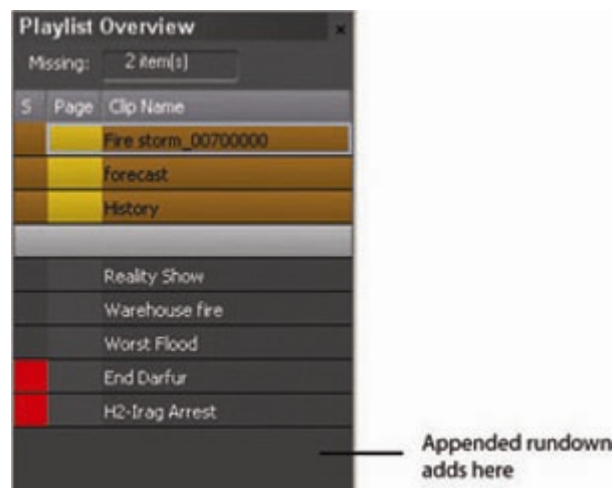 Playlist Overview ×
Missing: 2 item(s)
S Page Clip Name
Fire storm_00700000
forecast
History
Reality Show
Warehouse fire
Worst Flood
End Darfur
H2-Irag Arrest
Appended rundown
adds here